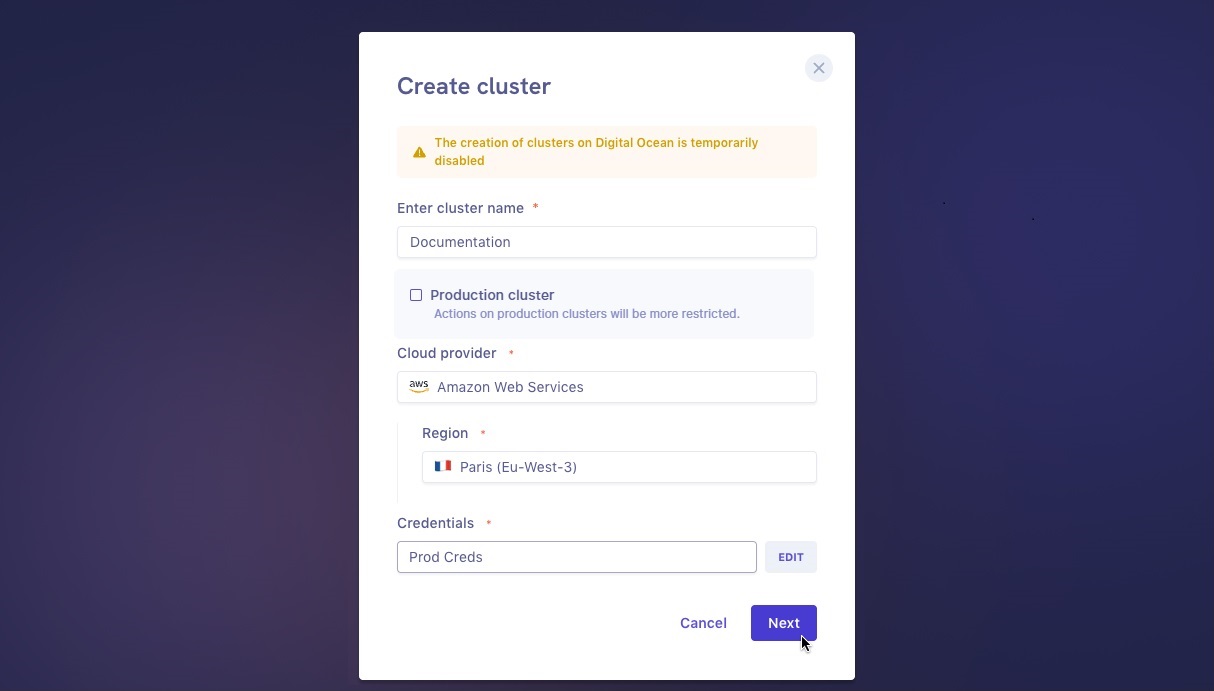 Create cluster
The creation of clusters on Digital Ocean is temporarily
disabled
Enter cluster name *
Documentation
Production cluster
Actions on production clusters will be more restricted.
Cloud provider *
aws Amazon Web Services
Region *
Paris (Eu-West-3)
Credentials *
Prod Creds EDIT
Cancel Next